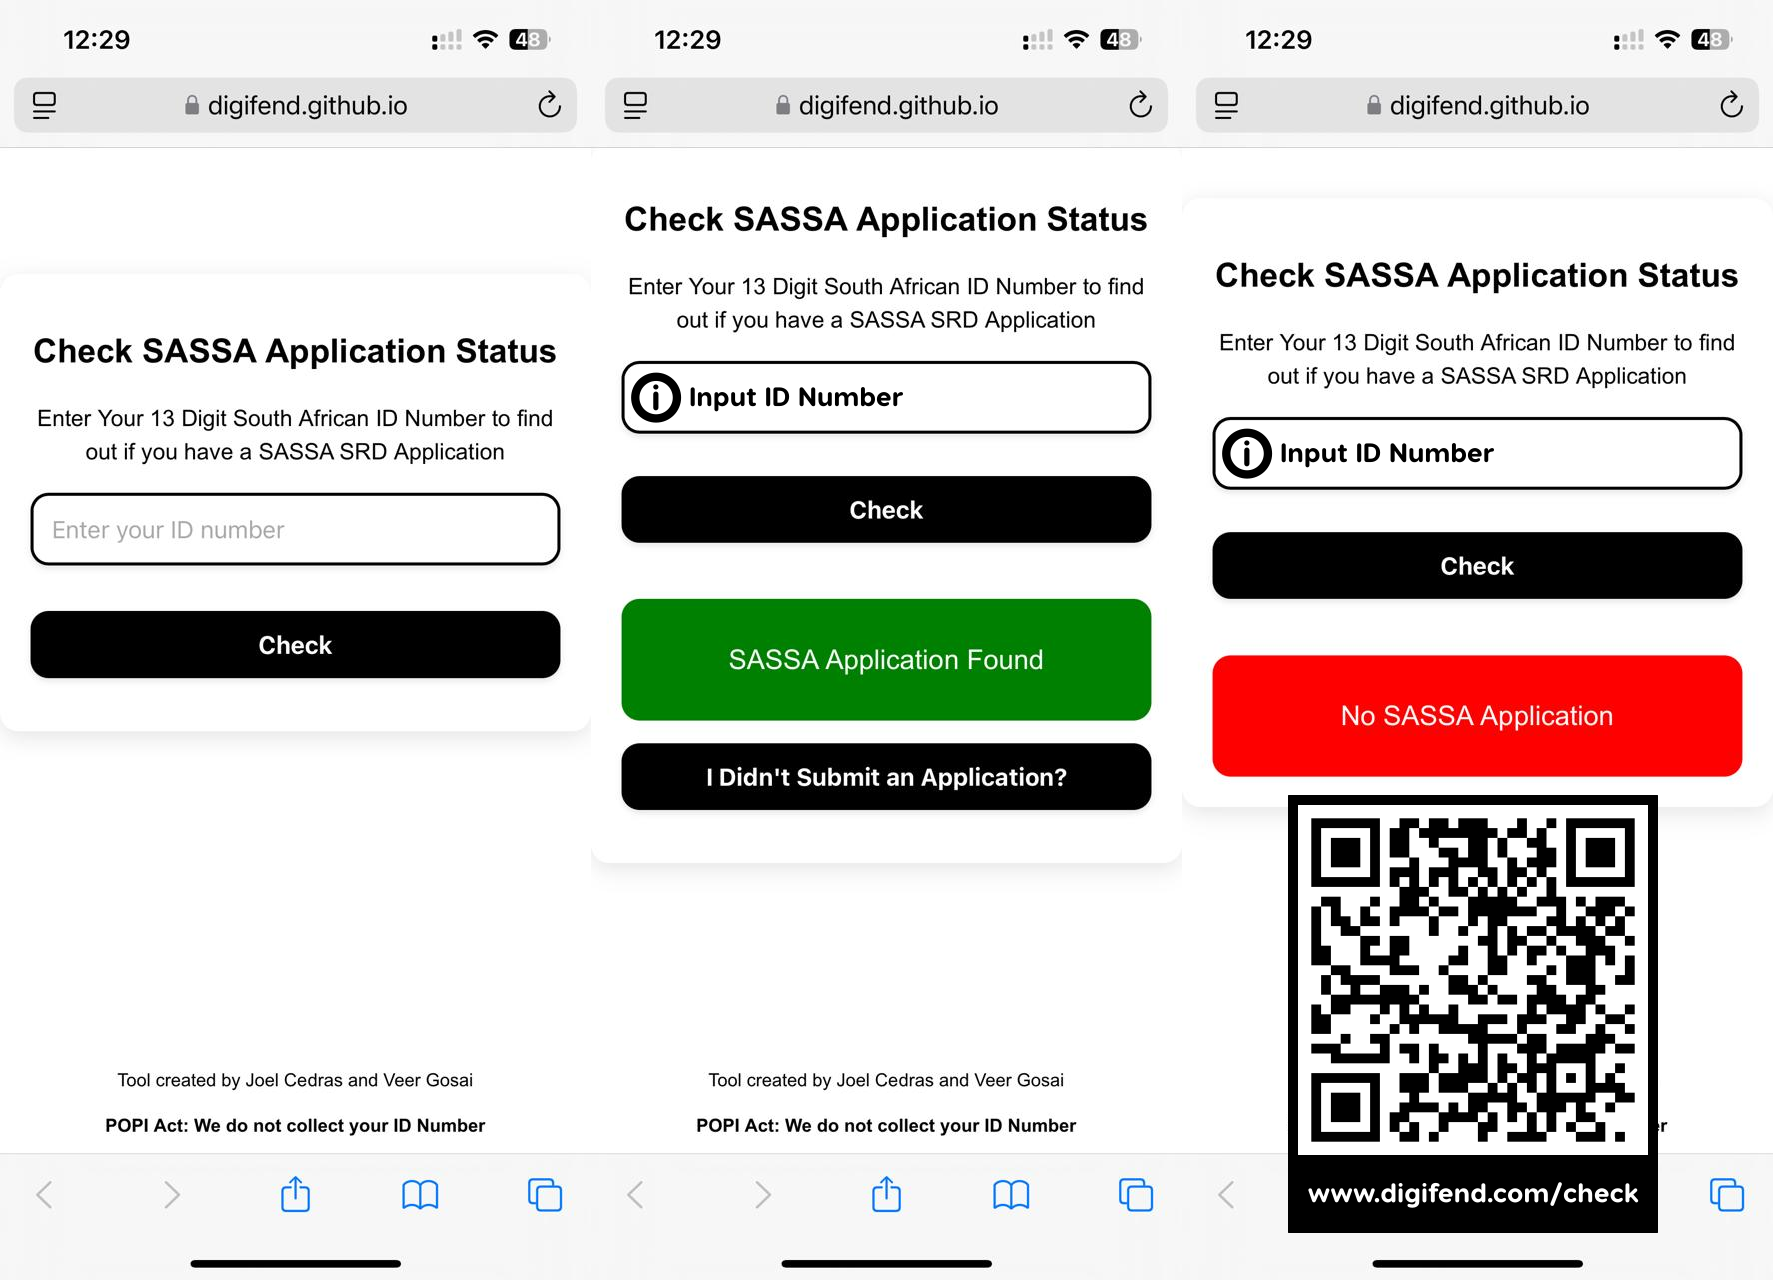 12:29
48
digifend.github.io
Check SASSA Application Status
Enter Your 13 Digit South African ID Number to find
out if you have a SASSA SRD Application
Enter your ID number
Check
Tool created by Joel Cedras and Veer Gosai
POPI Act: We do not collect your ID Number
12:29
48
digifend.github.io
Check SASSA Application Status
Enter Your 13 Digit South African ID Number to find
out if you have a SASSA SRD Application
Input ID Number
Check
SASSA Application Found
I Didn't Submit an Application?
Tool created by Joel Cedras and Veer Gosai
POPI Act: We do not collect your ID Number
12:29
48
digifend.github.io
Check SASSA Application Status
Enter Your 13 Digit South African ID Number to find
out if you have a SASSA SRD Application
Input ID Number
Check
No SASSA Application
www.digifend.com/check